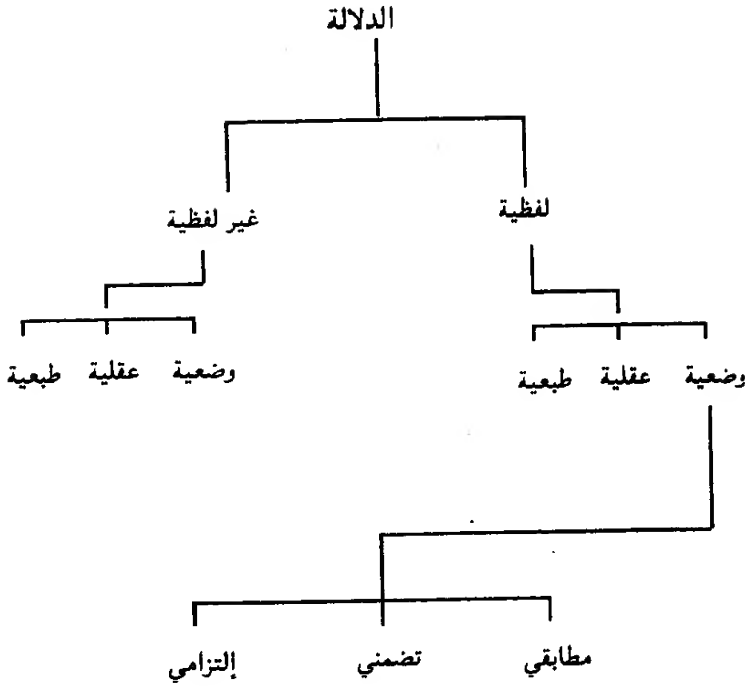 الدلالة
لفظية غير لفظية
وضعية عقلية طبعية وضعية عقلية طبعية
مطابقي تضمني إلتزامي